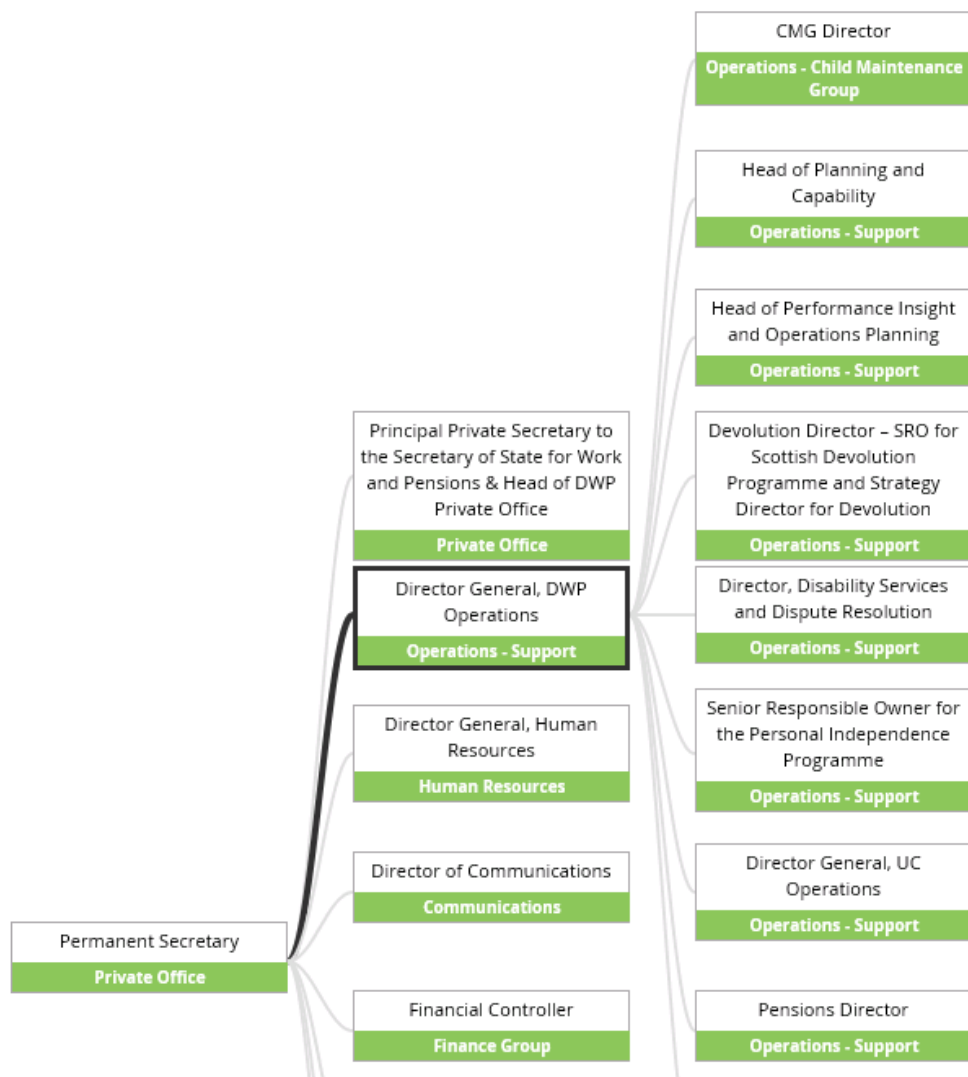 CMG Director
Operations - Child Maintenance
Group
Head of Planning and
Capability
Operations - Support
Head of Performance Insight
and Operations Planning
Operations - Support
Principal Private Secretary to
the Secretary of State for Work
and Pensions & Head of DWP
Private Office
Private Office
Devolution Director – SRO for
Scottish Devolution
Programme and Strategy
Director for Devolution
Operations - Support
Director General, DWP
Operations
Operations - Support
Director, Disability Services
and Dispute Resolution
Operations - Support
Director General, Human
Resources
Human Resources
Senior Responsible Owner for
the Personal Independence
Programme
Operations - Support
Director of Communications
Communications
Director General, UC
Operations
Operations - Support
Permanent Secretary
Private Office
Financial Controller
Finance Group
Pensions Director
Operations - Support